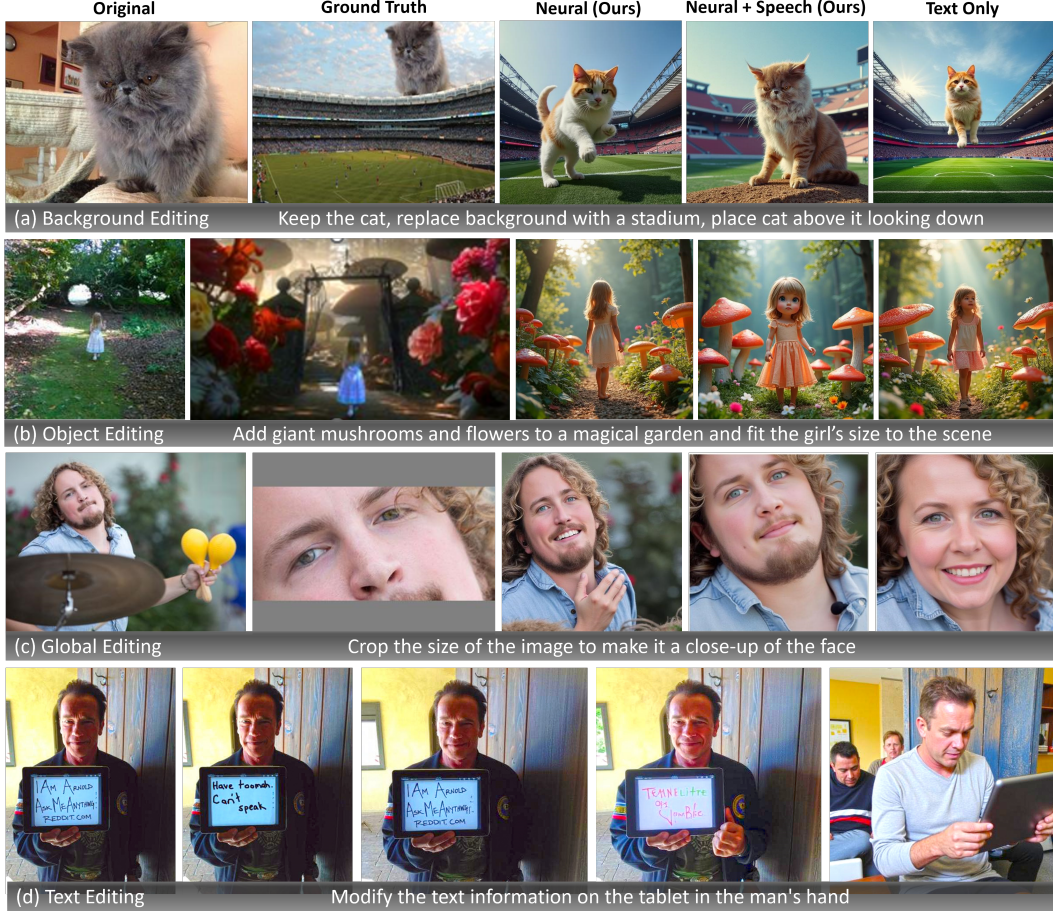 Original Ground Truth Neural (Ours) Neural + Speech (Ours) Text Only
(a) Background Editing Keep the cat, replace background with a stadium, place cat above it looking down
(b) Object Editing Add giant mushrooms and flowers to a magical garden and fit the girl's size to the scene
(c) Global Editing Crop the size of the image to make it a close-up of the face
I AM ARNOLD
ASK ME ANYTHING!
REDDIT.COM
Have toomah.
Can't
speak
I AM ARNOLD
ASK ME ANYTHING!
REDDIT.COM
(d) Text Editing Modify the text information on the tablet in the man's hand